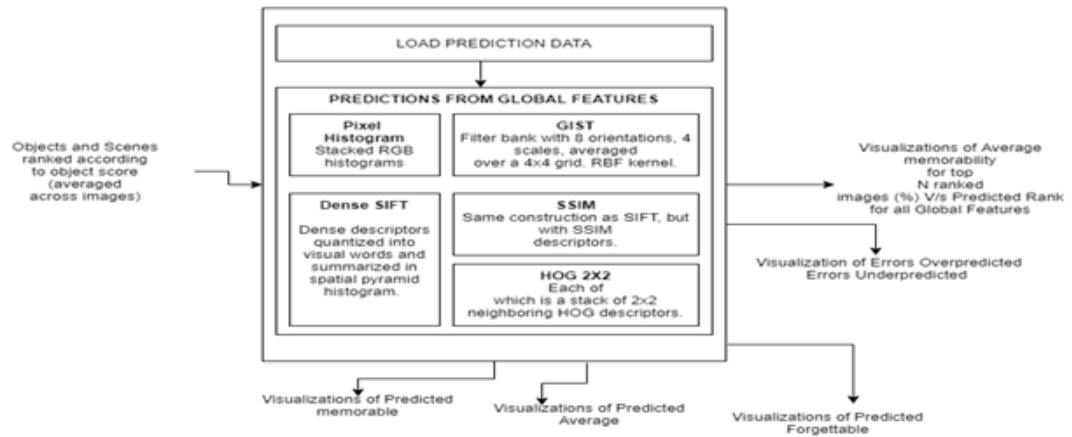 LOAD PREDICTION DATA
PREDICTIONS FROM GLOBAL FEATURES
Pixel
Histogram
Stacked RGB
histograms
GIST
Filter bank with 8 orientations, 4
scales, averaged
over a 4x4 grid. RBF kernel.
Dense SIFT
Dense descriptors
quantized into
visual words and
summarized in
spatial pyramid
histogram.
SSIM
Same construction as SIFT, but
with SSIM
descriptors.
HOG 2X2
Each of
which is a stack of 2x2
neighboring HOG descriptors.
Objects and Scenes
ranked according
to object score
(averaged
across images)
Visualizations of Average
memorability
for top
N ranked
images (%) V/s Predicted Rank
for all Global Features
Visualization of Errors Overpredicted
Errors Underpredicted
Visualizations of Predicted
memorable
Visualizations of Predicted
Average
Visualizations of Predicted
Forgettable